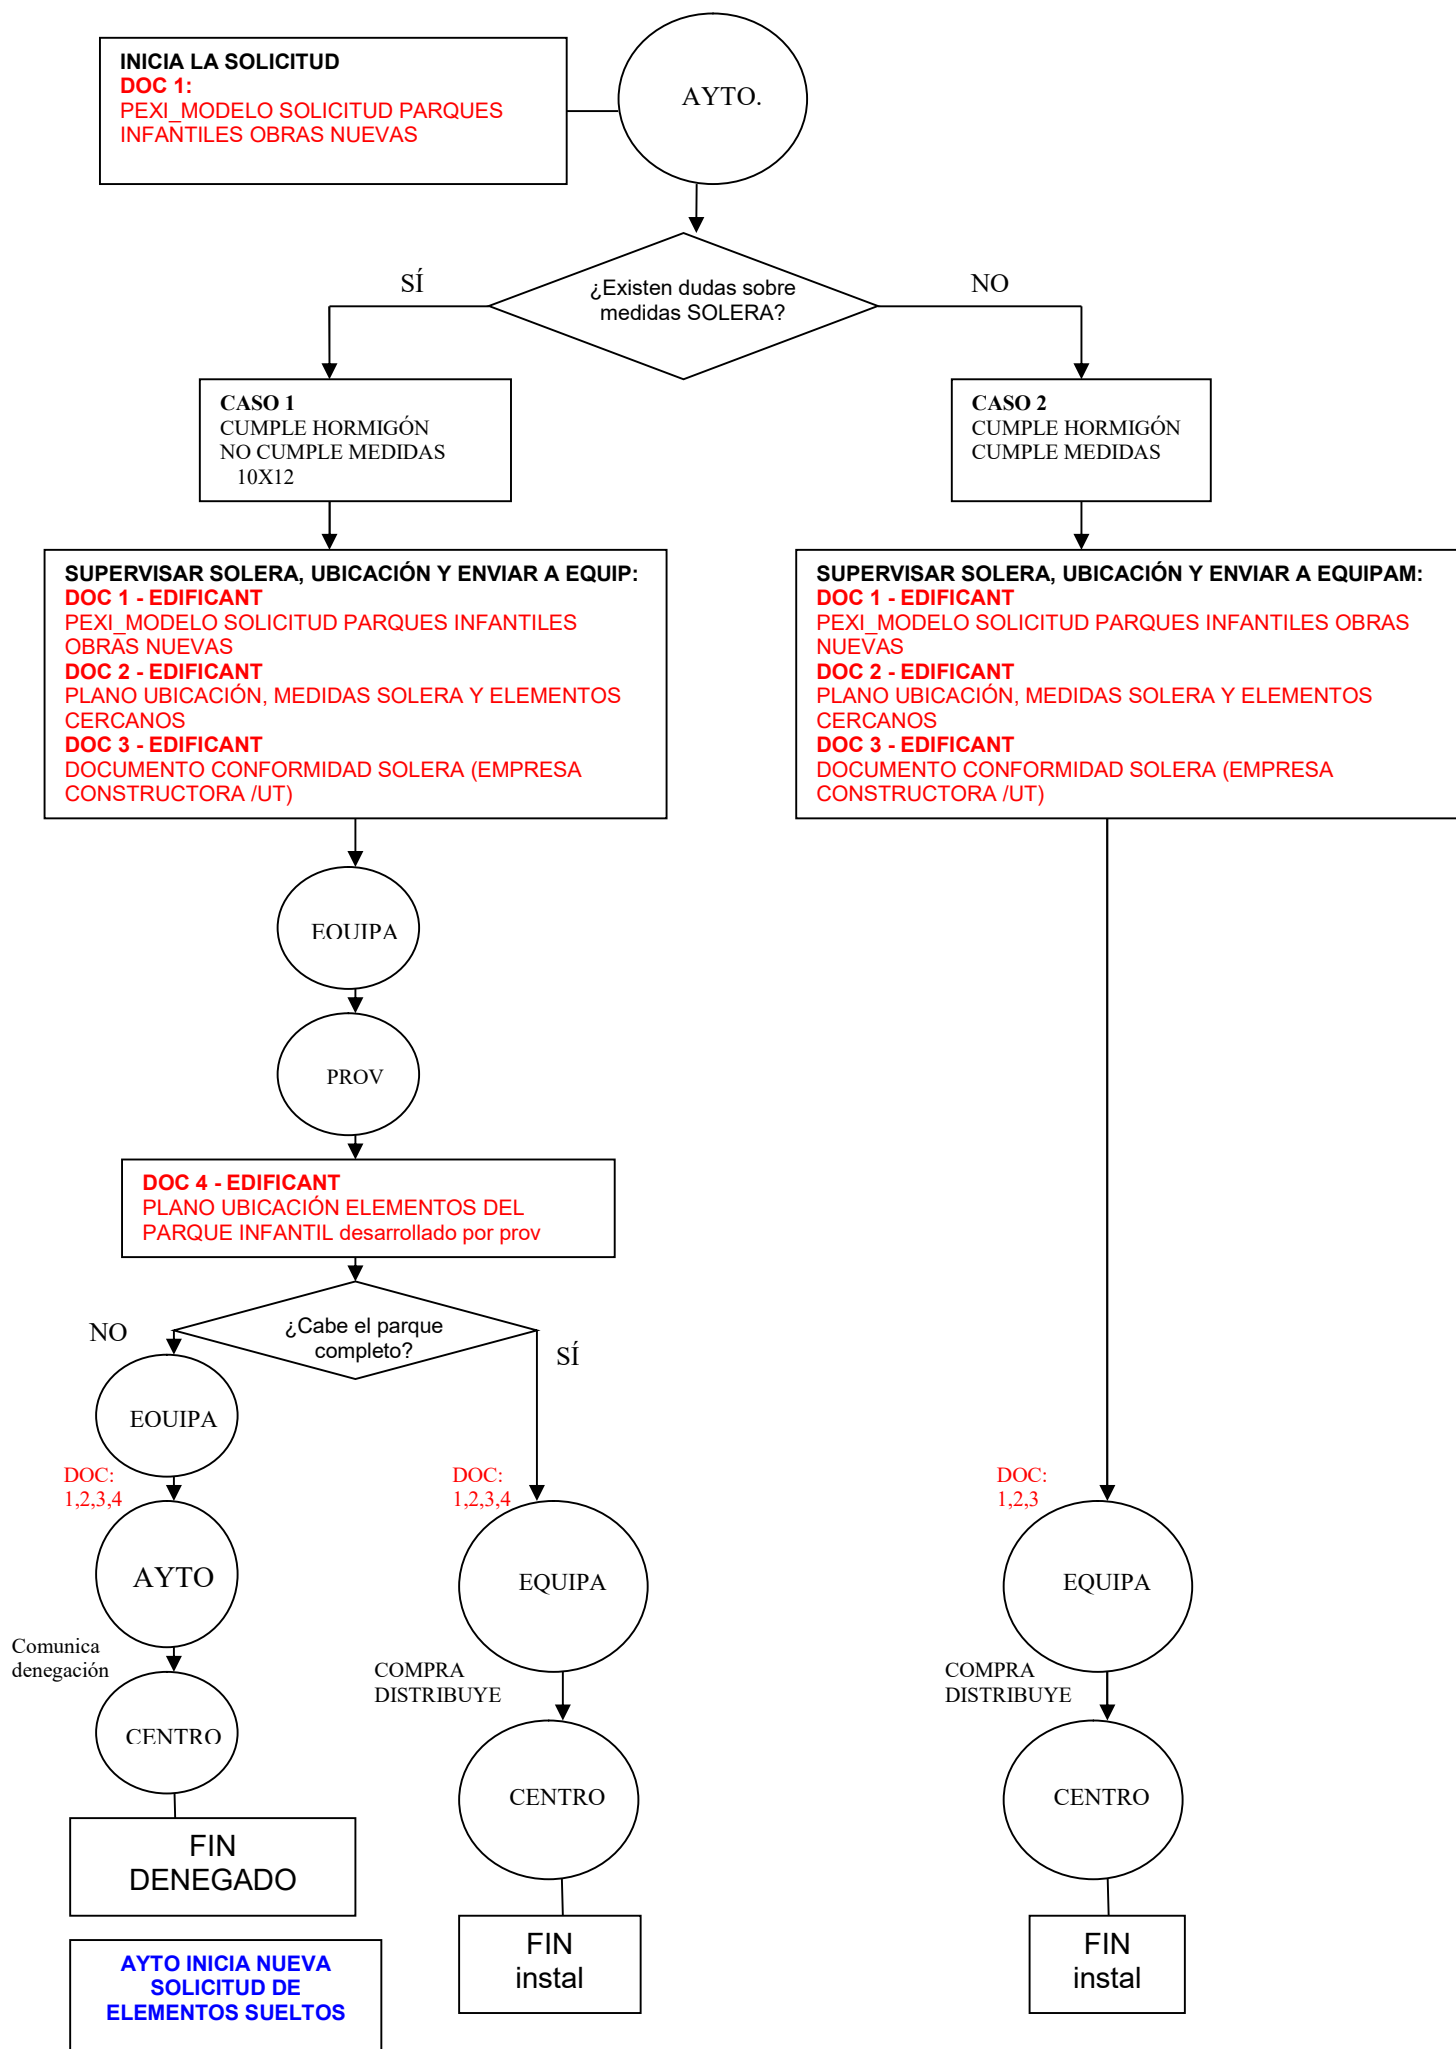 INICIA LA SOLICITUD
DOC 1:
PEXI_MODELO SOLICITUD PARQUES
INFANTILES OBRAS NUEVAS
AYTO.
¿Existen dudas sobre
medidas SOLERA?
SÍ
NO
CASO 1
CUMPLE HORMIGÓN
NO CUMPLE MEDIDAS
10X12
CASO 2
CUMPLE HORMIGÓN
CUMPLE MEDIDAS
SUPERVISAR SOLERA, UBICACIÓN Y ENVIAR A EQUIP:
DOC 1 - EDIFICANT
PEXI_MODELO SOLICITUD PARQUES INFANTILES
OBRAS NUEVAS
DOC 2 - EDIFICANT
PLANO UBICACIÓN, MEDIDAS SOLERA Y ELEMENTOS
CERCANOS
DOC 3 - EDIFICANT
DOCUMENTO CONFORMIDAD SOLERA (EMPRESA
CONSTRUCTORA /UT)
SUPERVISAR SOLERA, UBICACIÓN Y ENVIAR A EQUIPAM:
DOC 1 - EDIFICANT
PEXI_MODELO SOLICITUD PARQUES INFANTILES OBRAS
NUEVAS
DOC 2 - EDIFICANT
PLANO UBICACIÓN, MEDIDAS SOLERA Y ELEMENTOS
CERCANOS
DOC 3 - EDIFICANT
DOCUMENTO CONFORMIDAD SOLERA (EMPRESA
CONSTRUCTORA /UT)
EQUIPA
PROV
DOC 4 - EDIFICANT
PLANO UBICACIÓN ELEMENTOS DEL
PARQUE INFANTIL desarrollado por prov
¿Cabe el parque
completo?
NO
SÍ
EQUIPA
DOC:
1,2,3,4
AYTO
Comunica
denegación
CENTRO
FIN
DENEGADO
AYTO INICIA NUEVA
SOLICITUD DE
ELEMENTOS SUELTOS
DOC:
1,2,3,4
EQUIPA
COMPRA
DISTRIBUYE
CENTRO
FIN
instal
DOC:
1,2,3
EQUIPA
COMPRA
DISTRIBUYE
CENTRO
FIN
instal